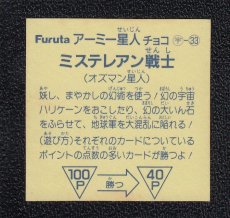 Furuta アーミー星人チョコ 宇-33
ミステレアン戦士
(オズマン星人)
妖し、まやかしの幻術を使う!幻の宇宙
ハリケーンをおこしたり、幻の大いん石
をふらせて、地球軍を大混乱に陥れる!
(遊び方)それぞれのカードについている
ポイントの点数の多いカードが勝つよ!
100P 勝つ 40P